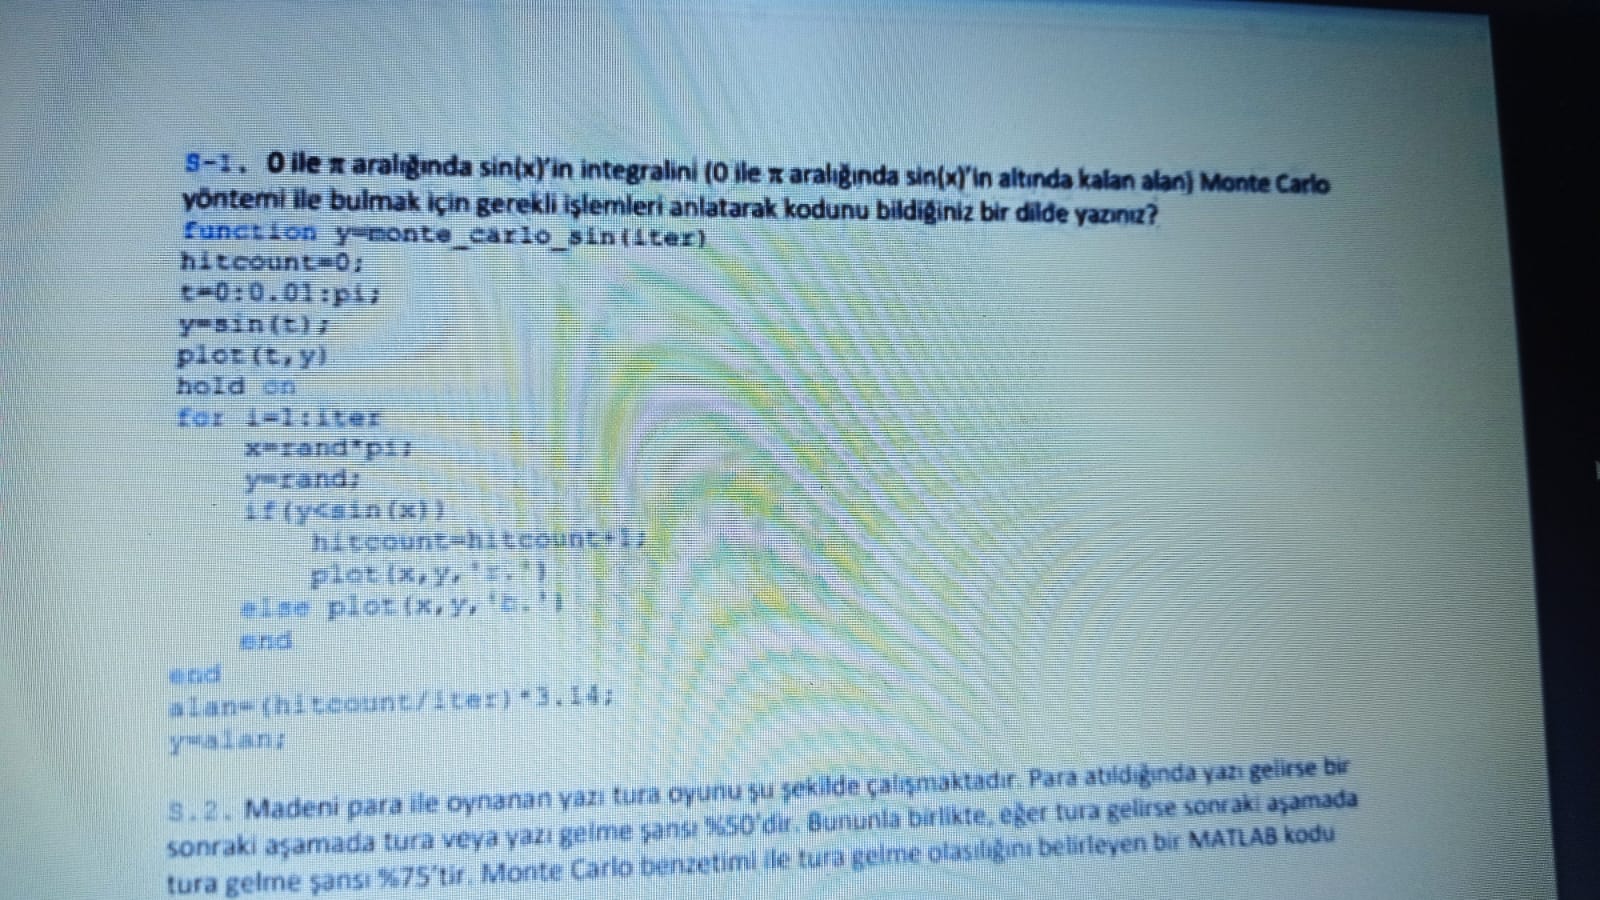 S-1. 0 ile π aralığında sin(x)'in integralini (0 ile π aralığında sin(x)'in altında kalan alan) Monte Carlo
yöntemi ile bulmak için gerekli işlemleri anlatarak kodunu bildiğiniz bir dilde yazınız?
function y=monte_carlo_sin(iter)
hitcount=0;
t=0:0.01:pi;
y=sin(t);
plot(t,y)
hold on
for i=1:iter
x=rand*pi;
y=rand;
if(y<sin(x))
hitcount=hitcount+1;
plot(x,y,'r.')
else plot(x,y,'b.')
end
end
alan=(hitcount/iter)*3.14;
y=alan;
S.2. Madeni para ile oynanan yazı tura oyunu şu şekilde çalışmaktadır. Para atıldığında yazı gelirse bir
sonraki aşamada tura veya yazı gelme şansı %50'dir. Bununla birlikte, eğer tura gelirse sonraki aşamada
tura gelme şansı %75'tir. Monte Carlo benzetimi ile tura gelme olasılığını belirleyen bir MATLAB kodu